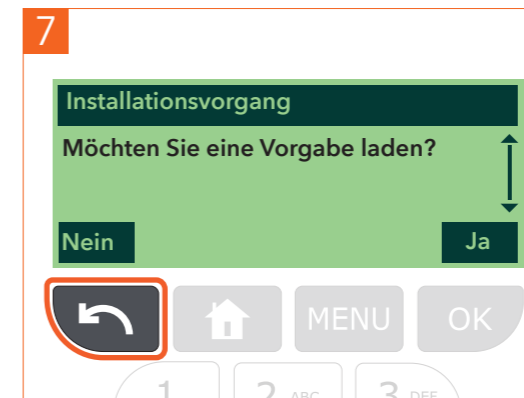 7
Installationsvorgang
Möchten Sie eine Vorgabe laden?
Nein Ja
MENU OK
1 2 ABC 3 DEF